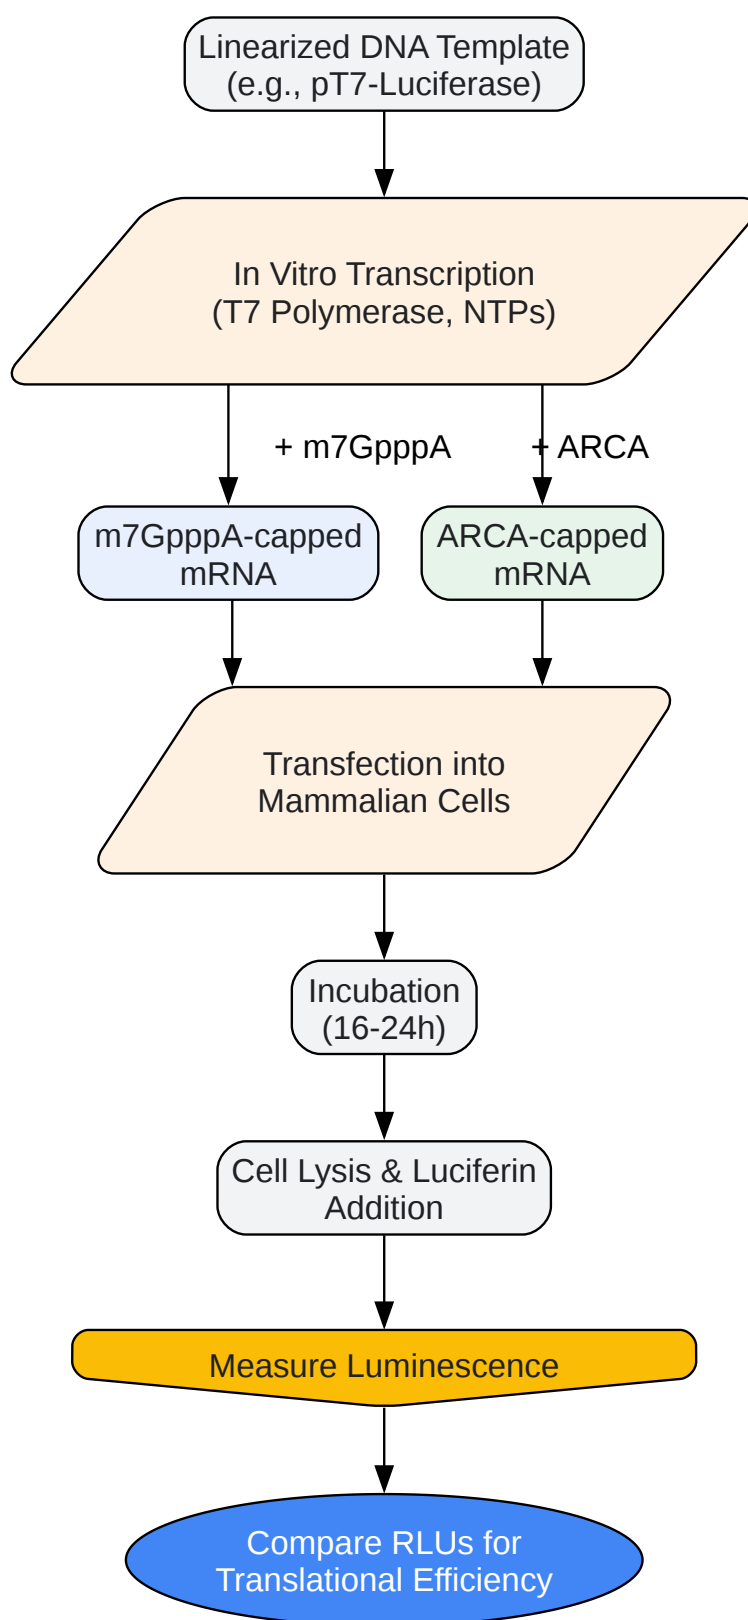 Linearized DNA Template
(e.g., pT7-Luciferase)
In Vitro Transcription
(T7 Polymerase, NTPs)
+ m7GpppA
+ ARCA
m7GpppA-capped
mRNA
ARCA-capped
mRNA
Transfection into
Mammalian Cells
Incubation
(16-24h)
Cell Lysis & Luciferin
Addition
Measure Luminescence
Compare RLUs for
Translational Efficiency